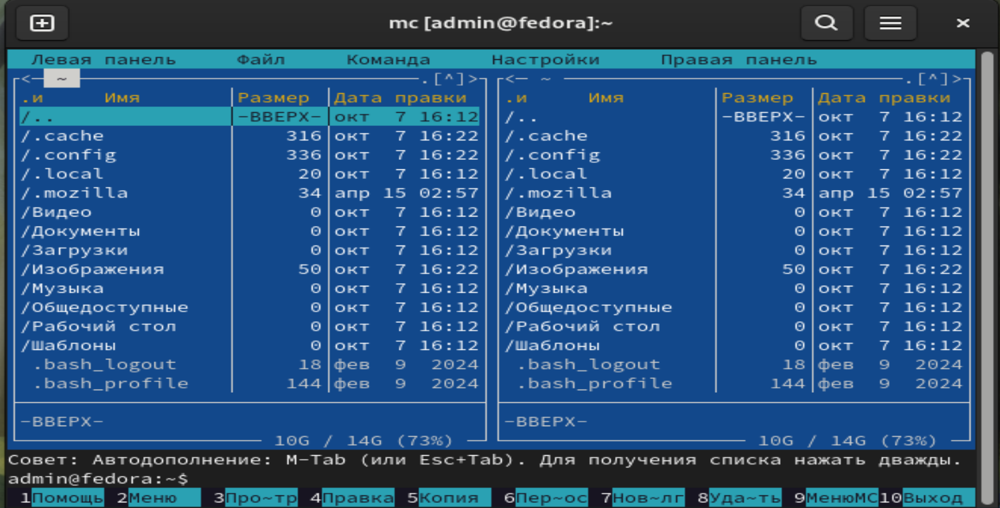 mc [admin@fedora]:~
Левая панель Файл Команда Настройки Правая панель
<─ ~ ─.[^]>┐ <─ ~ ─.[^]>┐
.и Имя Размер Дата правки .и Имя Размер Дата правки
/.. -ВВЕРХ- окт 7 16:12 /.. -ВВЕРХ- окт 7 16:12
/.cache 316 окт 7 16:22 /.cache 316 окт 7 16:22
/.config 336 окт 7 16:22 /.config 336 окт 7 16:22
/.local 20 окт 7 16:12 /.local 20 окт 7 16:12
/.mozilla 34 апр 15 02:57 /.mozilla 34 апр 15 02:57
/Видео 0 окт 7 16:12 /Видео 0 окт 7 16:12
/Документы 0 окт 7 16:12 /Документы 0 окт 7 16:12
/Загрузки 0 окт 7 16:12 /Загрузки 0 окт 7 16:12
/Изображения 50 окт 7 16:22 /Изображения 50 окт 7 16:22
/Музыка 0 окт 7 16:12 /Музыка 0 окт 7 16:12
/Общедоступные 0 окт 7 16:12 /Общедоступные 0 окт 7 16:12
/Рабочий стол 0 окт 7 16:12 /Рабочий стол 0 окт 7 16:12
/Шаблоны 0 окт 7 16:12 /Шаблоны 0 окт 7 16:12
.bash_logout 18 фев 9 2024 .bash_logout 18 фев 9 2024
.bash_profile 144 фев 9 2024 .bash_profile 144 фев 9 2024
-ВВЕРХ- -ВВЕРХ-
10G / 14G (73%) 10G / 14G (73%)
Совет: Автодополнение: M-Tab (или Esc+Tab). Для получения списка нажать дважды.
admin@fedora:~$
1Помощь 2Меню 3Про~тр 4Правка 5Копия 6Пер~ос 7Нов~лг 8Уда~ть 9МенюMC10Выход